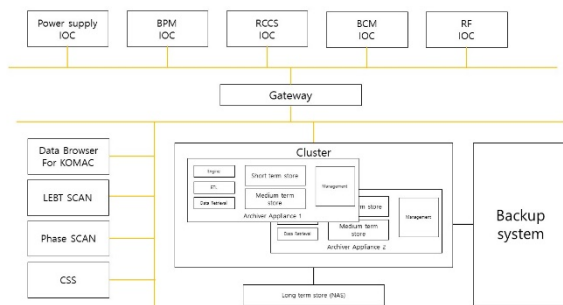 Power supply
IOC
BPM
IOC
RCCS
IOC
BCM
IOC
RF
IOC
Gateway
Data Browser
For KOMAC
LEBT SCAN
Phase SCAN
CSS
Cluster
Engine
ETL
Data Retrieval
Short term store
Medium term
store
Management
Archiver Appliance 1
term store
Medium term
store
Management
Data Retrieval
Archiver Appliance 2
Long term store (NAS)
Backup
system